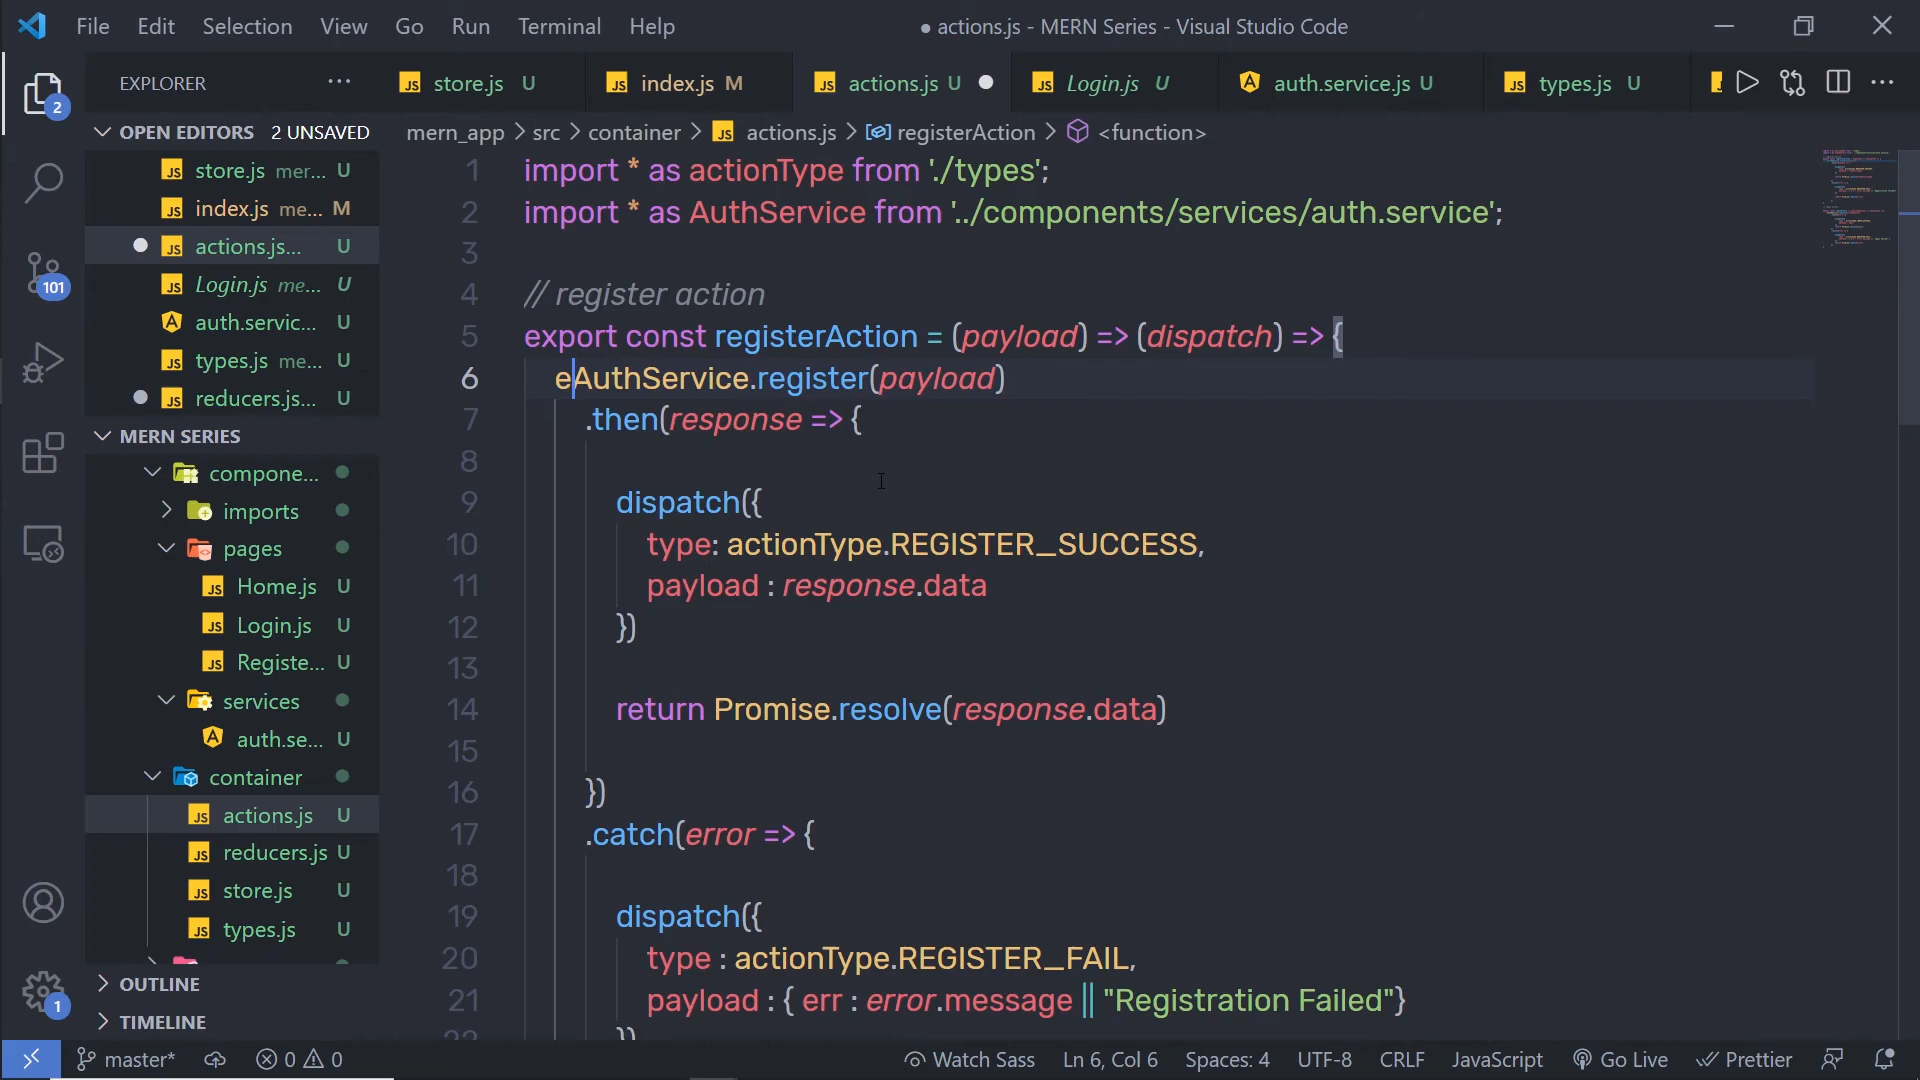 File Edit Selection View Go Run Terminal Help
● actions.js - MERN Series - Visual Studio Code
EXPLORER ···
store.js U
index.js M
actions.js U
Login.js U
auth.service.js U
types.js U
OPEN EDITORS 2 UNSAVED
store.js mer... U
index.js me... M
actions.js... U
Login.js me... U
auth.servic... U
types.js me... U
reducers.js... U
MERN SERIES
compone...
imports
pages
Home.js U
Login.js U
Registe... U
services
auth.se... U
container
actions.js U
reducers.js U
store.js U
types.js U
OUTLINE
TIMELINE
2
101
1
mern_app > src > container > JS actions.js > registerAction > <function>
1 import * as actionType from './types';
2 import * as AuthService from '../components/services/auth.service';
3
4 // register action
5 export const registerAction = (payload) => (dispatch) => {
6 eAuthService.register(payload)
7 .then(response => {
8
9 dispatch({
10 type: actionType.REGISTER_SUCCESS,
11 payload : response.data
12 })
13
14 return Promise.resolve(response.data)
15
16 })
17 .catch(error => {
18
19 dispatch({
20 type : actionType.REGISTER_FAIL,
21 payload : { err : error.message || "Registration Failed"}
22 })
master* 0 0 Watch Sass Ln 6, Col 6 Spaces: 4 UTF-8 CRLF JavaScript Go Live Prettier